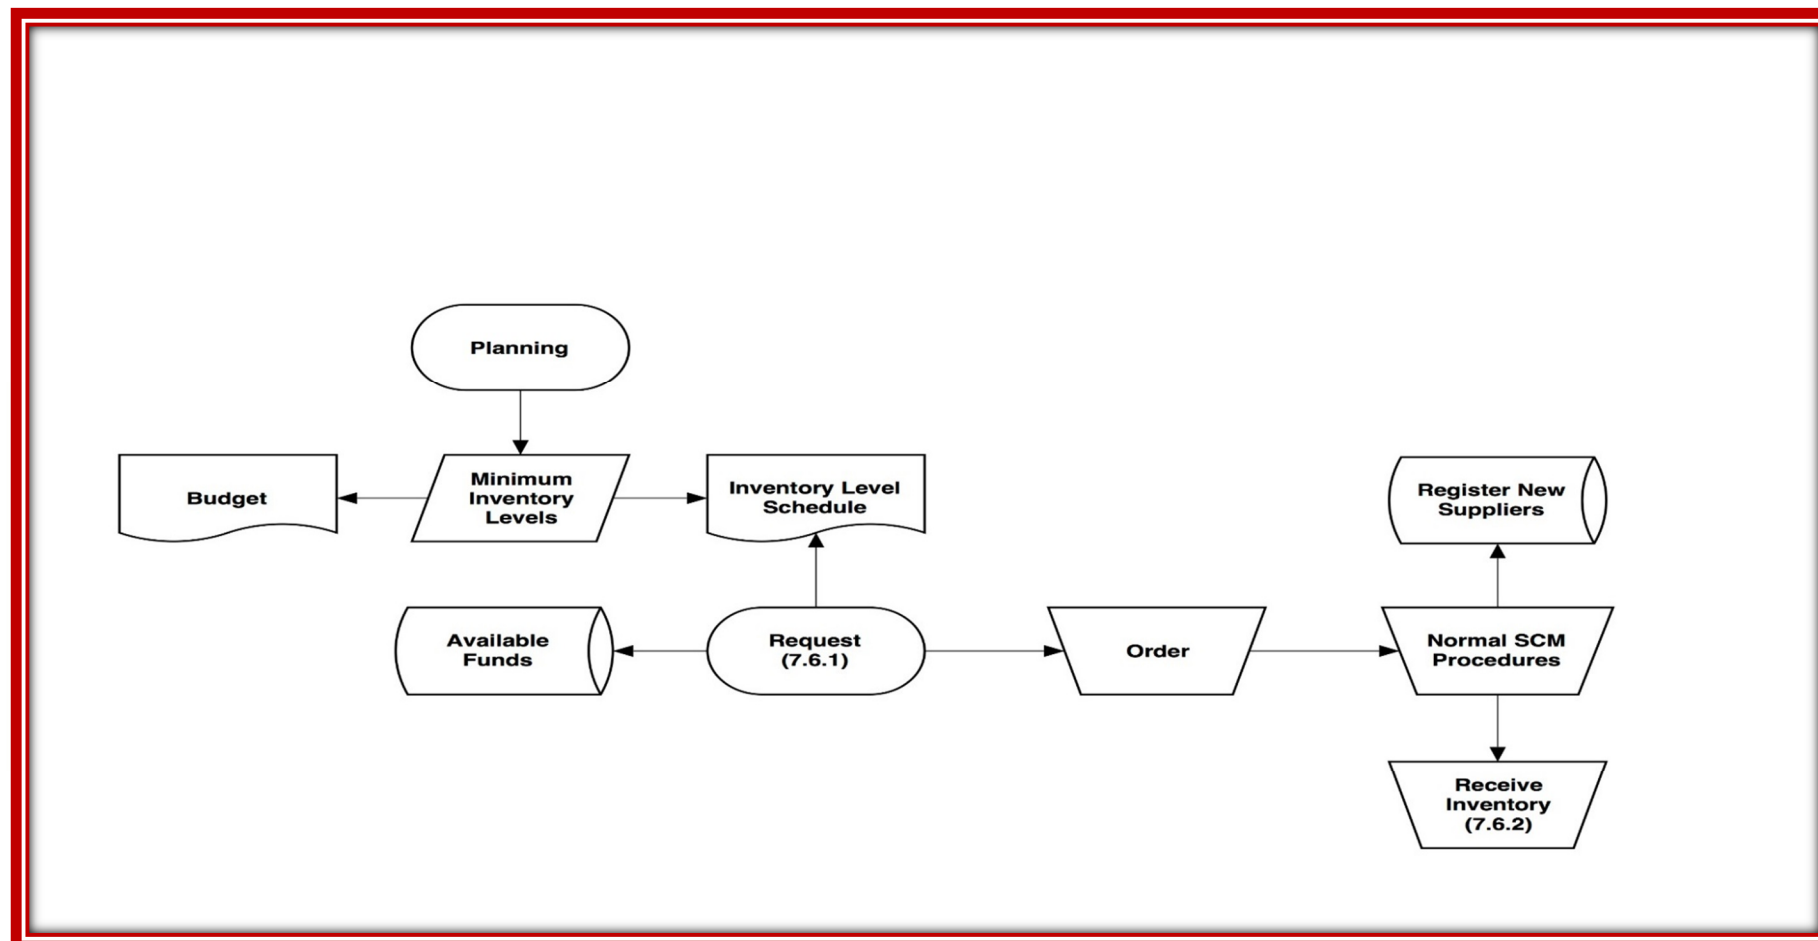 Planning
Budget
Minimum
Inventory
Levels
Inventory Level
Schedule
Register New
Suppliers
Available
Funds
Request
(7.6.1)
Order
Normal SCM
Procedures
Receive
Inventory
(7.6.2)